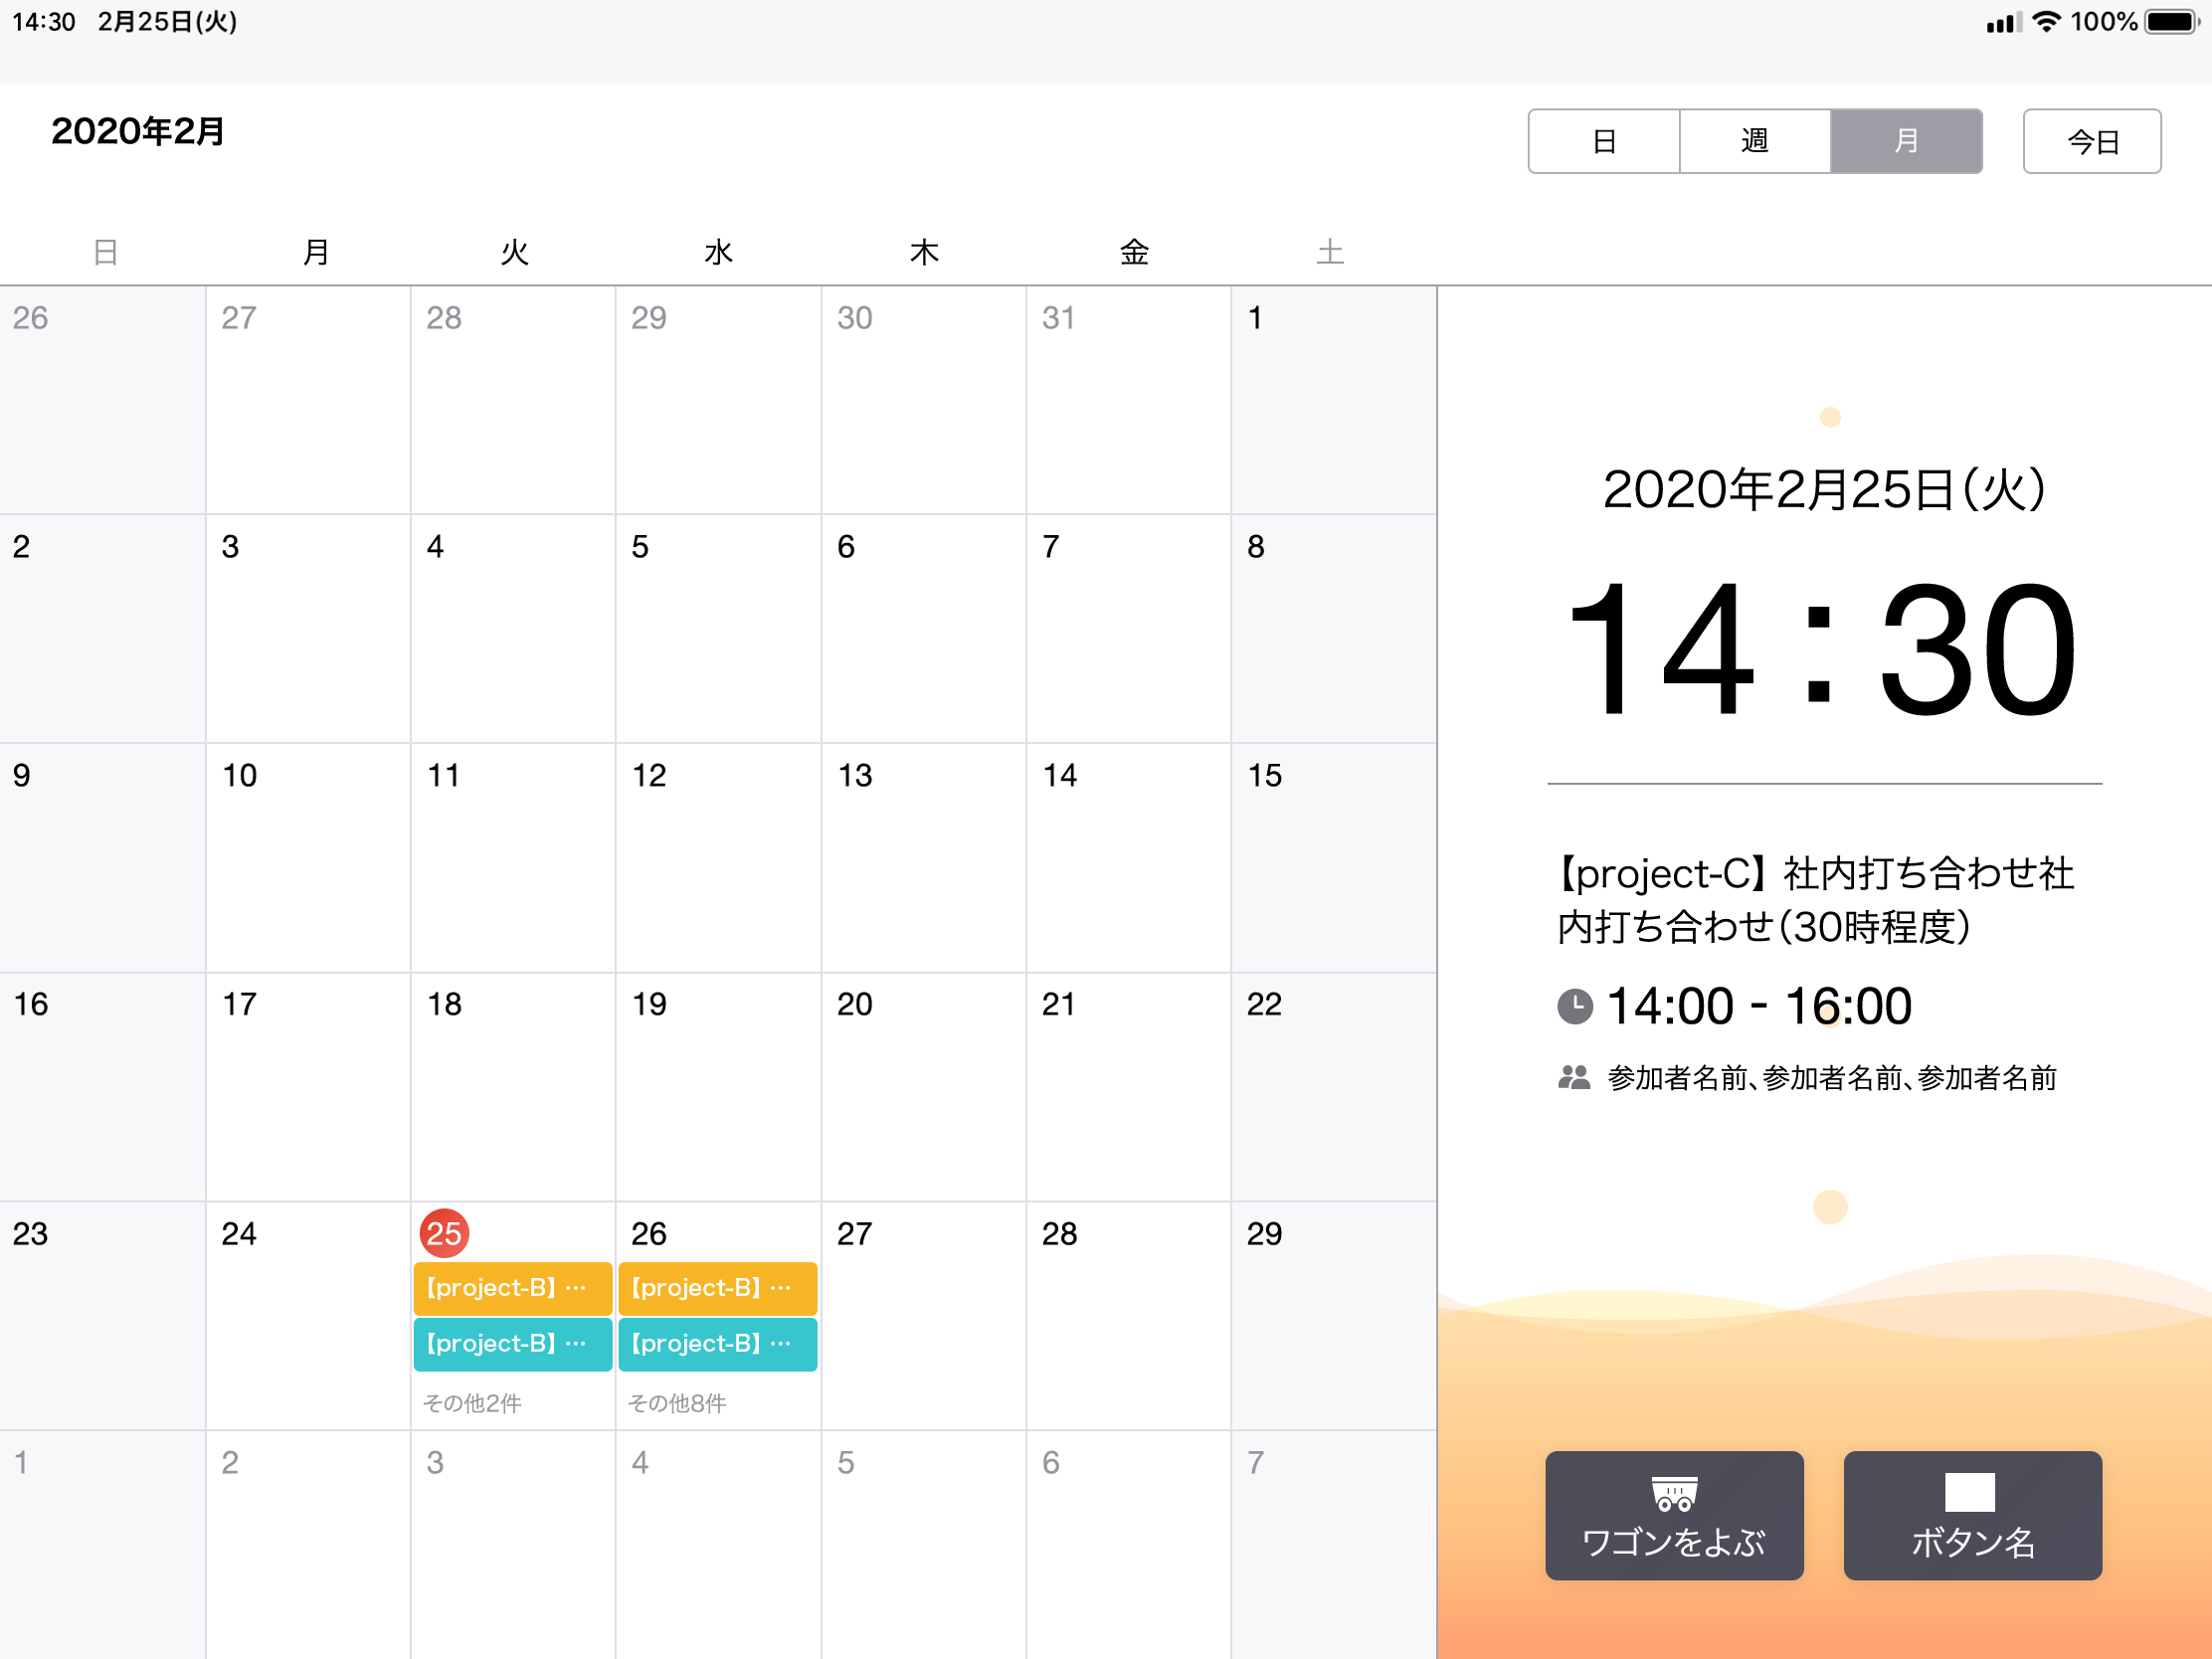 14:30 2月25日(火) 100%
2020年2月
日 週 月 今日
日 月 火 水 木 金 土
26 27 28 29 30 31 1
2 3 4 5 6 7 8
9 10 11 12 13 14 15
16 17 18 19 20 21 22
23 24 25 26 27 28 29
【project-B】 … 【project-B】 …
【project-B】 … 【project-B】 …
その他2件 その他8件
1 2 3 4 5 6 7
2020年2月25日（火）
14:30
【project-C】 社内打ち合わせ社
内打ち合わせ（30時程度）
14:00 - 16:00
参加者名前、参加者名前、参加者名前
ワゴンをよぶ ボタン名